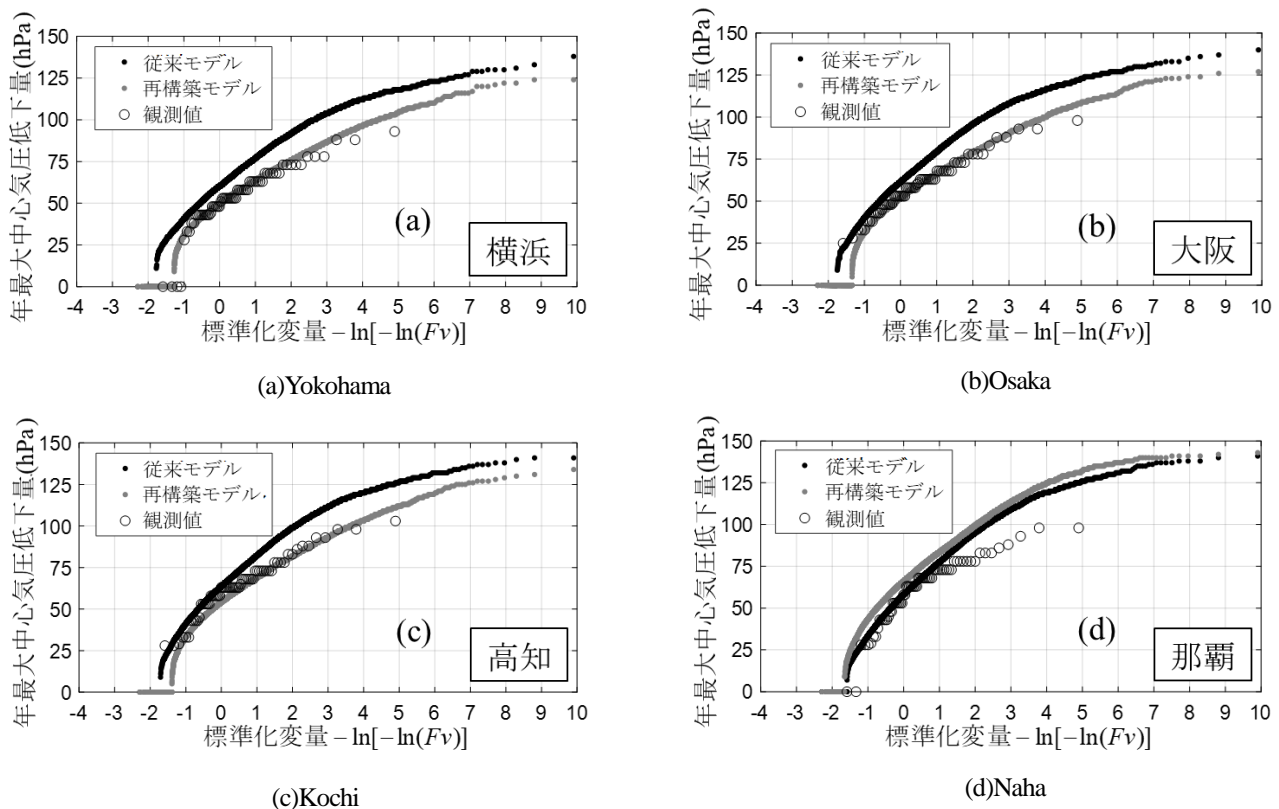 年最大中心気圧低下量(hPa)
150
125
100
75
50
25
0
従来モデル
再構築モデル
観測値
(a)
横浜
-4 -3 -2 -1 0 1 2 3 4 5 6 7 8 9 10
標準化変量－ln[－ln(Fv)]
(a)Yokohama
年最大中心気圧低下量(hPa)
150
125
100
75
50
25
0
従来モデル
再構築モデル
観測値
(b)
大阪
-4 -3 -2 -1 0 1 2 3 4 5 6 7 8 9 10
標準化変量－ln[－ln(Fv)]
(b)Osaka
年最大中心気圧低下量(hPa)
150
125
100
75
50
25
0
従来モデル
再構築モデル
観測値
(c)
高知
-4 -3 -2 -1 0 1 2 3 4 5 6 7 8 9 10
標準化変量－ln[－ln(Fv)]
(c)Kochi
年最大中心気圧低下量(hPa)
150
125
100
75
50
25
0
従来モデル
再構築モデル
観測値
(d)
那覇
-4 -3 -2 -1 0 1 2 3 4 5 6 7 8 9 10
標準化変量－ln[－ln(Fv)]
(d)Naha